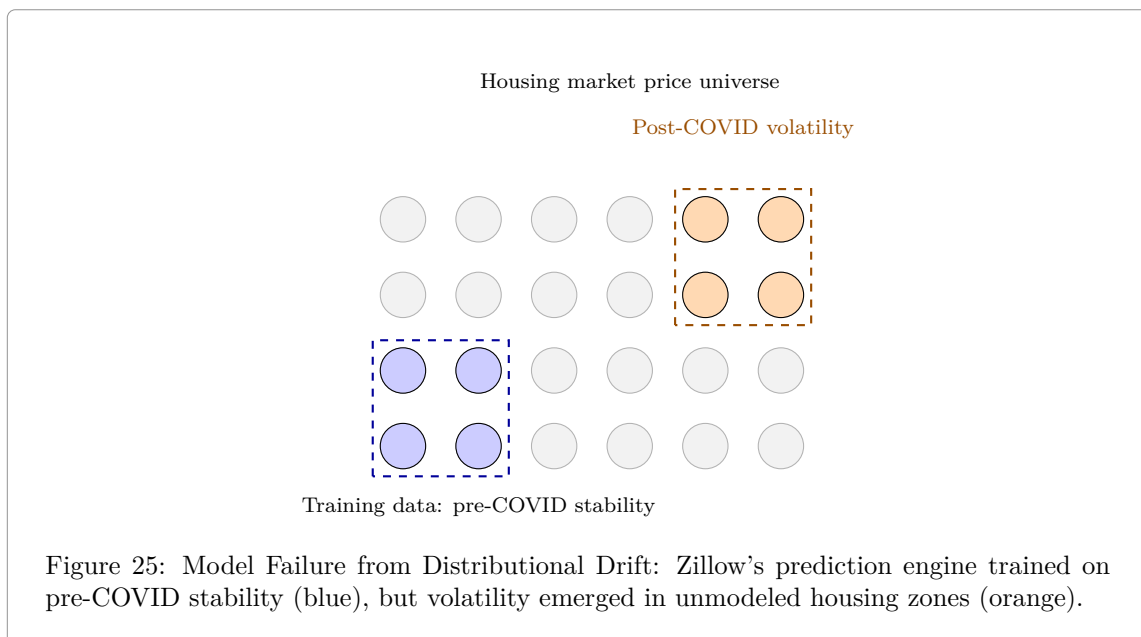 Housing market price universe
Post-COVID volatility
Training data: pre-COVID stability
Figure 25: Model Failure from Distributional Drift: Zillow's prediction engine trained on
pre-COVID stability (blue), but volatility emerged in unmodeled housing zones (orange).